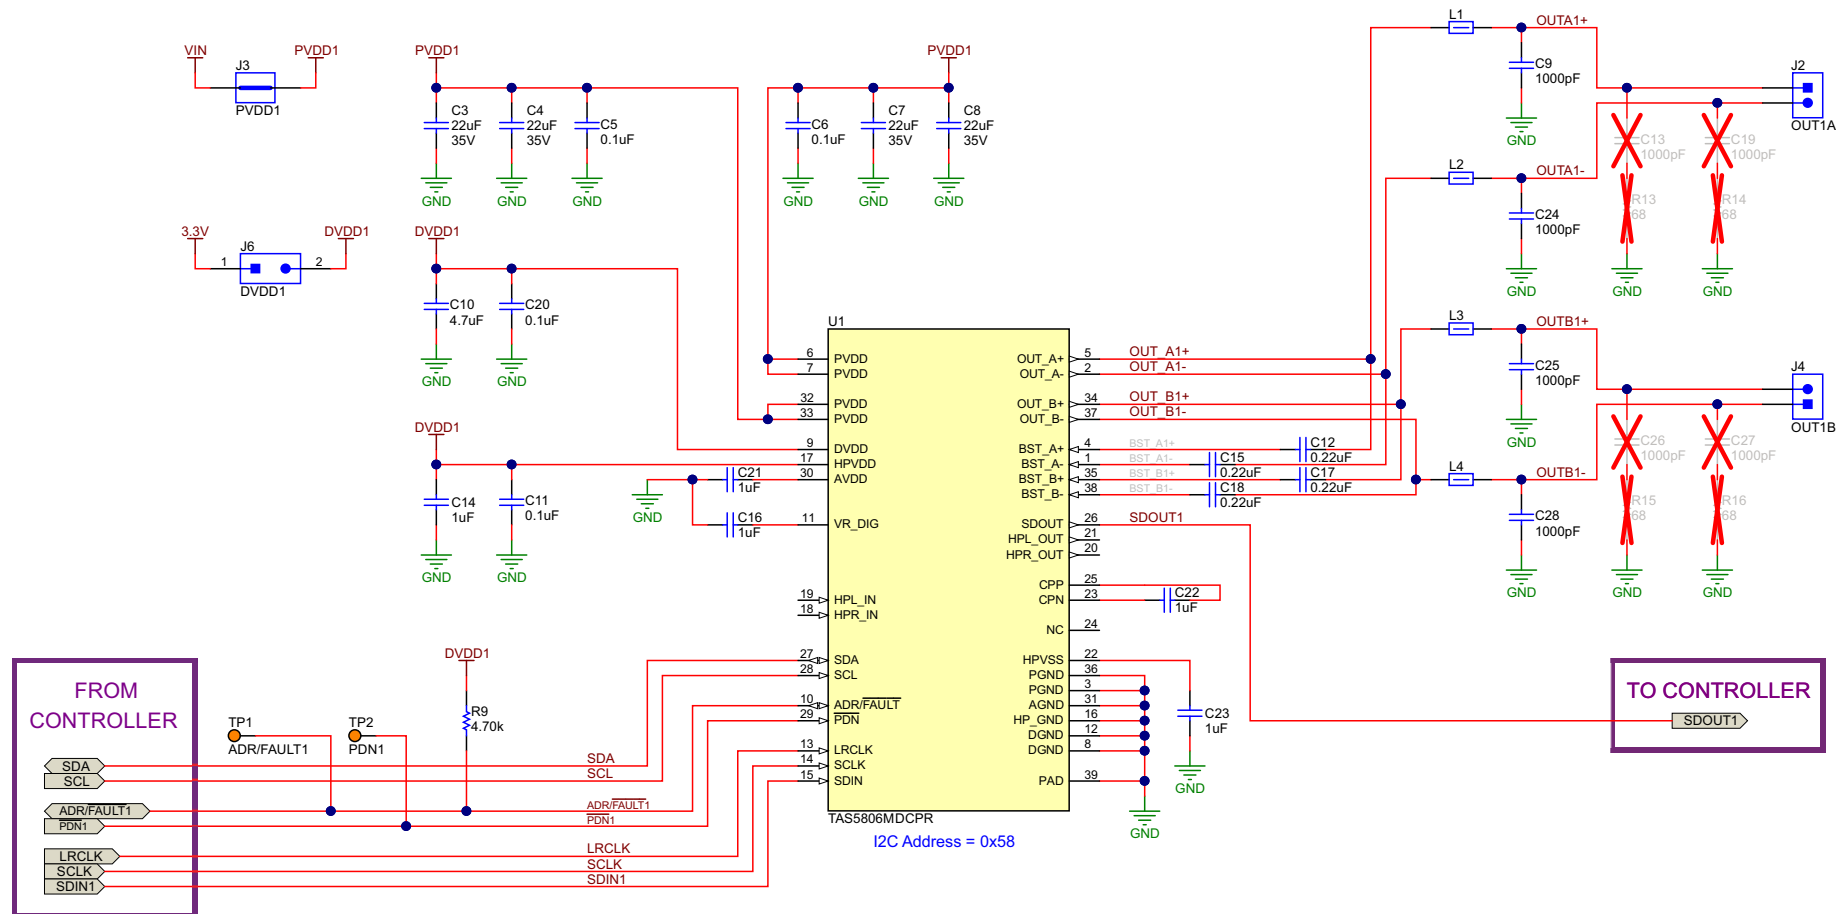 VIN
J3
PVDD1
PVDD1
3.3V
J6
1
2
DVDD1
DVDD1
PVDD1
C3
22uF
35V
C4
22uF
35V
C5
0.1uF
GND
GND
GND
PVDD1
C6
0.1uF
C7
22uF
35V
C8
22uF
35V
GND
GND
GND
DVDD1
C10
4.7uF
C20
0.1uF
GND
GND
DVDD1
C14
1uF
C11
0.1uF
GND
GND
C21
1uF
C16
1uF
GND
U1
6
PVDD
7
PVDD
32
PVDD
33
PVDD
9
DVDD
17
HPVDD
30
AVDD
11
VR_DIG
19
HPL_IN
18
HPR_IN
27
SDA
28
SCL
10
ADR/FAULT
29
PDN
13
LRCLK
14
SCLK
15
SDIN
OUT_A+
5
OUT_A1+
OUT_A-
2
OUT_A1-
OUT_B+
34
OUT_B1+
OUT_B-
37
OUT_B1-
BST_A+
4
BST_A1+
BST_A-
1
BST_A1-
BST_B+
35
BST_B1+
BST_B-
38
BST_B1-
SDOUT
26
SDOUT1
HPL_OUT
21
HPR_OUT
20
CPP
25
CPN
23
NC
24
HPVSS
22
PGND
36
PGND
3
AGND
31
HP_GND
16
DGND
12
DGND
8
PAD
39
TAS5806MDCPR
I2C Address = 0x58
C12
0.22uF
C15
0.22uF
C17
0.22uF
C18
0.22uF
C22
1uF
C23
1uF
GND
GND
L1
OUTA1+
C9
1000pF
GND
L2
OUTA1-
C24
1000pF
GND
J2
OUT1A
C13
1000pF
C19
1000pF
R13
68
R14
68
GND
GND
L3
OUTB1+
C25
1000pF
GND
L4
OUTB1-
C28
1000pF
GND
J4
OUT1B
C26
1000pF
C27
1000pF
R15
68
R16
68
GND
GND
FROM
CONTROLLER
SDA
SCL
ADR/FAULT1
PDN1
LRCLK
SCLK
SDIN1
TP1
ADR/FAULT1
TP2
PDN1
DVDD1
R9
4.70k
SDA
SCL
ADR/FAULT1
PDN1
LRCLK
SCLK
SDIN1
TO CONTROLLER
SDOUT1